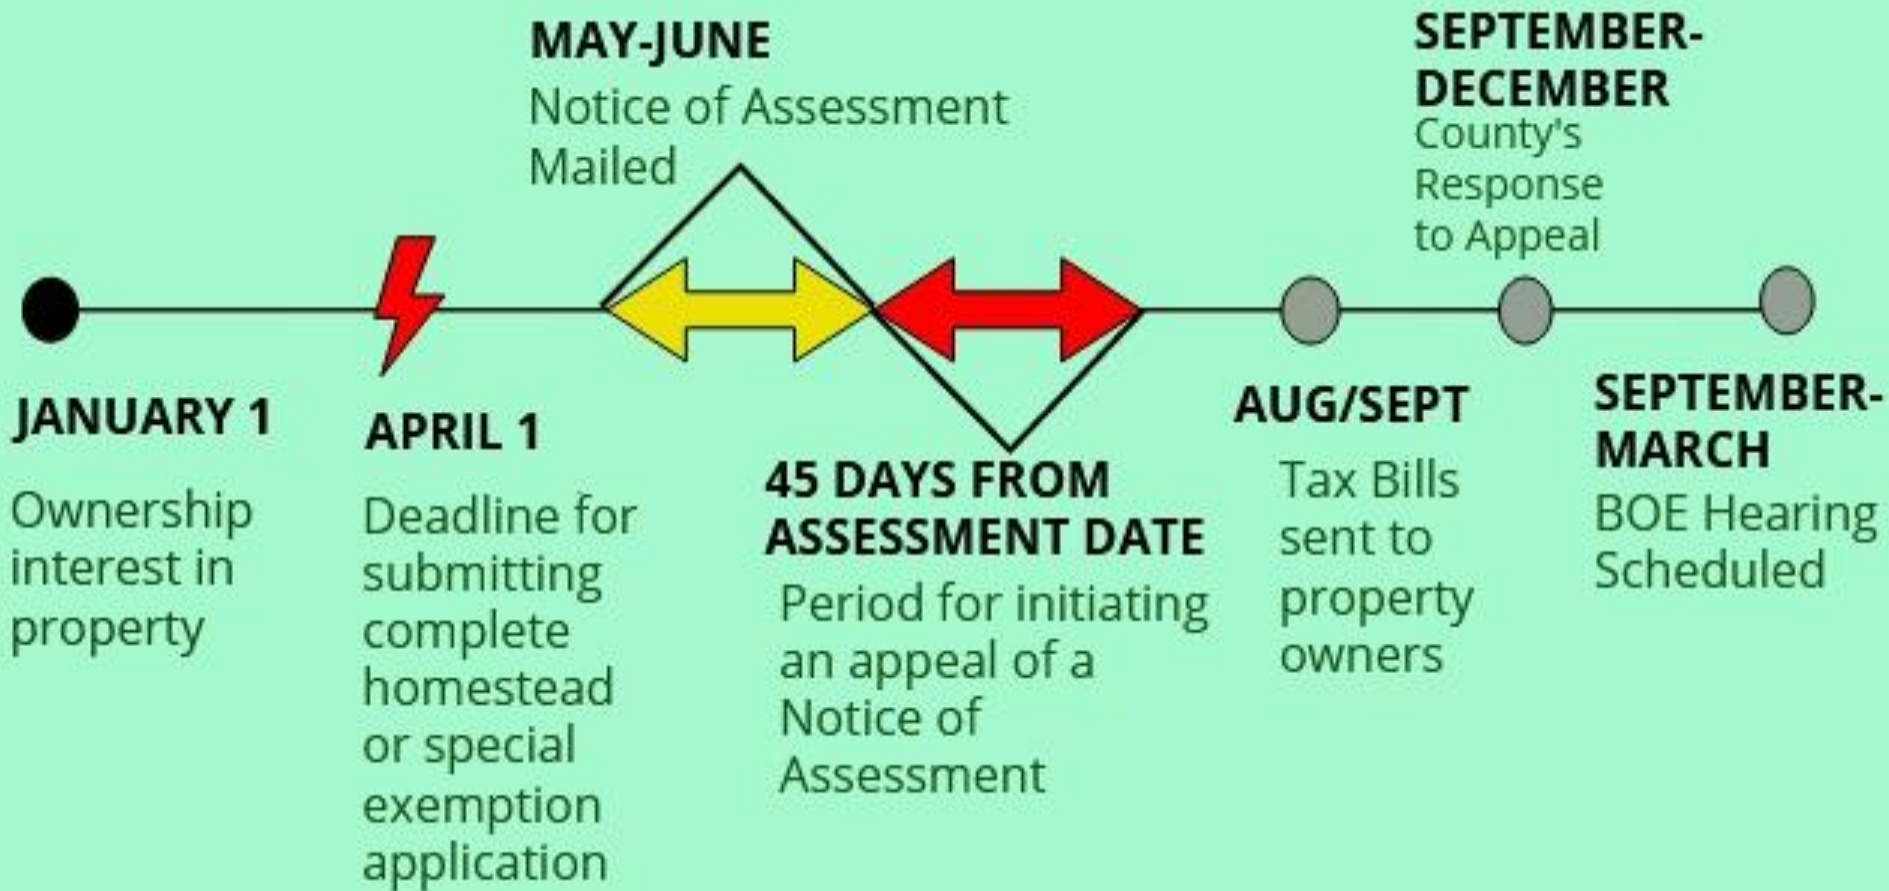 JANUARY 1
Ownership
interest in
property
APRIL 1
Deadline for
submitting
complete
homestead
or special
exemption
application
MAY-JUNE
Notice of Assessment
Mailed
45 DAYS FROM
ASSESSMENT DATE
Period for initiating
an appeal of a
Notice of
Assessment
AUG/SEPT
Tax Bills
sent to
property
owners
SEPTEMBER-
DECEMBER
County's
Response
to Appeal
SEPTEMBER-
MARCH
BOE Hearing
Scheduled